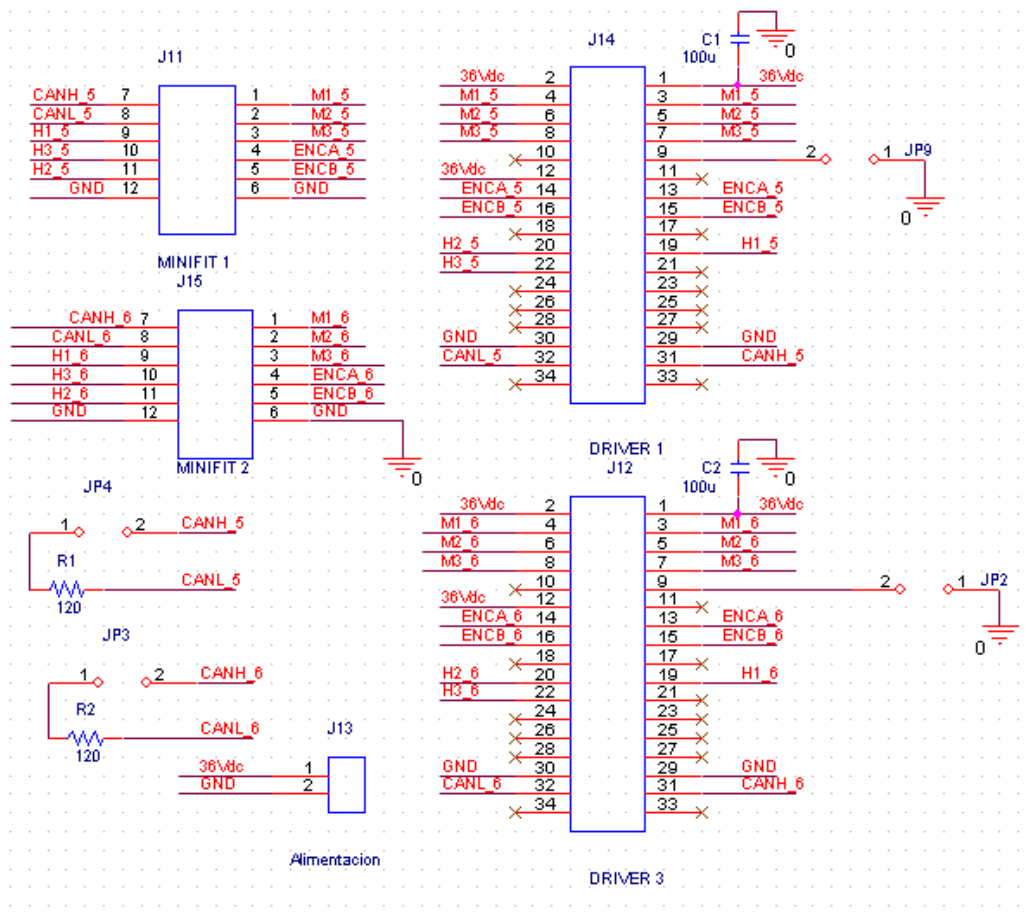 J11
CANH_5 7 1 M1_5
CANL_5 8 2 M2_5
H1_5 9 3 M3_5
H3_5 10 4 ENCA_5
H2_5 11 5 ENCB_5
GND 12 6 GND
MINIFIT 1
J15
CANH_6 7 1 M1_6
CANL_6 8 2 M2_6
H1_6 9 3 M3_6
H3_6 10 4 ENCA_6
H2_6 11 5 ENCB_6
GND 12 6 GND
0
MINIFIT 2
JP4
1 2 CANH_5
R1
CANL_5
120
JP3
1 2 CANH_6
R2
CANL_6
120
J13
36Vdc 1
GND 2
Alimentacion
J14
C1
100u
0
36Vdc 2 1 36Vdc
M1_5 4 3 M1_5
M2_5 6 5 M2_5
M3_5 8 7 M3_5
10 9 2 1 JP9
0
36Vdc 12 11
ENCA_5 14 13 ENCA_5
ENCB_5 16 15 ENCB_5
18 17
H2_5 20 19 H1_5
H3_5 22 21
24 23
26 25
28 27
GND 30 29 GND
CANL_5 32 31 CANH_5
34 33
DRIVER 1
J12
C2
100u
0
36Vdc 2 1 36Vdc
M1_6 4 3 M1_6
M2_6 6 5 M2_6
M3_6 8 7 M3_6
10 9 2 1 JP2
0
36Vdc 12 11
ENCA_6 14 13 ENCA_6
ENCB_6 16 15 ENCB_6
18 17
H2_6 20 19 H1_6
H3_6 22 21
24 23
26 25
28 27
GND 30 29 GND
CANL_6 32 31 CANH_6
34 33
DRIVER 3